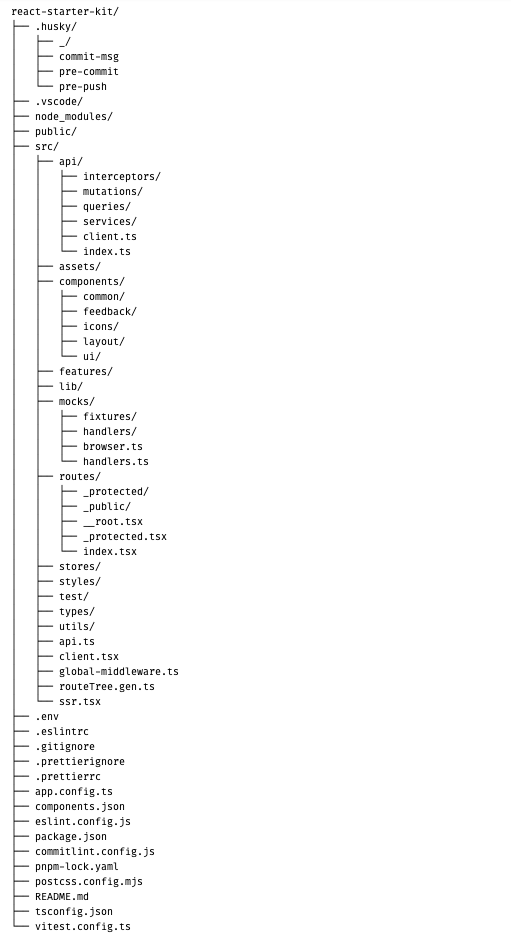 react-starter-kit/
├── .husky/
│   ├── _/
│   ├── commit-msg
│   ├── pre-commit
│   └── pre-push
├── .vscode/
├── node_modules/
├── public/
├── src/
│   ├── api/
│   │   ├── interceptors/
│   │   ├── mutations/
│   │   ├── queries/
│   │   ├── services/
│   │   ├── client.ts
│   │   └── index.ts
│   ├── assets/
│   ├── components/
│   │   ├── common/
│   │   ├── feedback/
│   │   ├── icons/
│   │   ├── layout/
│   │   └── ui/
│   ├── features/
│   ├── lib/
│   ├── mocks/
│   │   ├── fixtures/
│   │   ├── handlers/
│   │   ├── browser.ts
│   │   └── handlers.ts
│   ├── routes/
│   │   ├── _protected/
│   │   ├── _public/
│   │   ├── __root.tsx
│   │   ├── _protected.tsx
│   │   └── index.tsx
│   ├── stores/
│   ├── styles/
│   ├── test/
│   ├── types/
│   ├── utils/
│   ├── api.ts
│   ├── client.tsx
│   ├── global-middleware.ts
│   ├── routeTree.gen.ts
│   └── ssr.tsx
├── .env
├── .eslintrc
├── .gitignore
├── .prettierignore
├── .prettierrc
├── app.config.ts
├── components.json
├── eslint.config.js
├── package.json
├── commitlint.config.js
├── pnpm-lock.yaml
├── postcss.config.mjs
├── README.md
├── tsconfig.json
└── vitest.config.ts